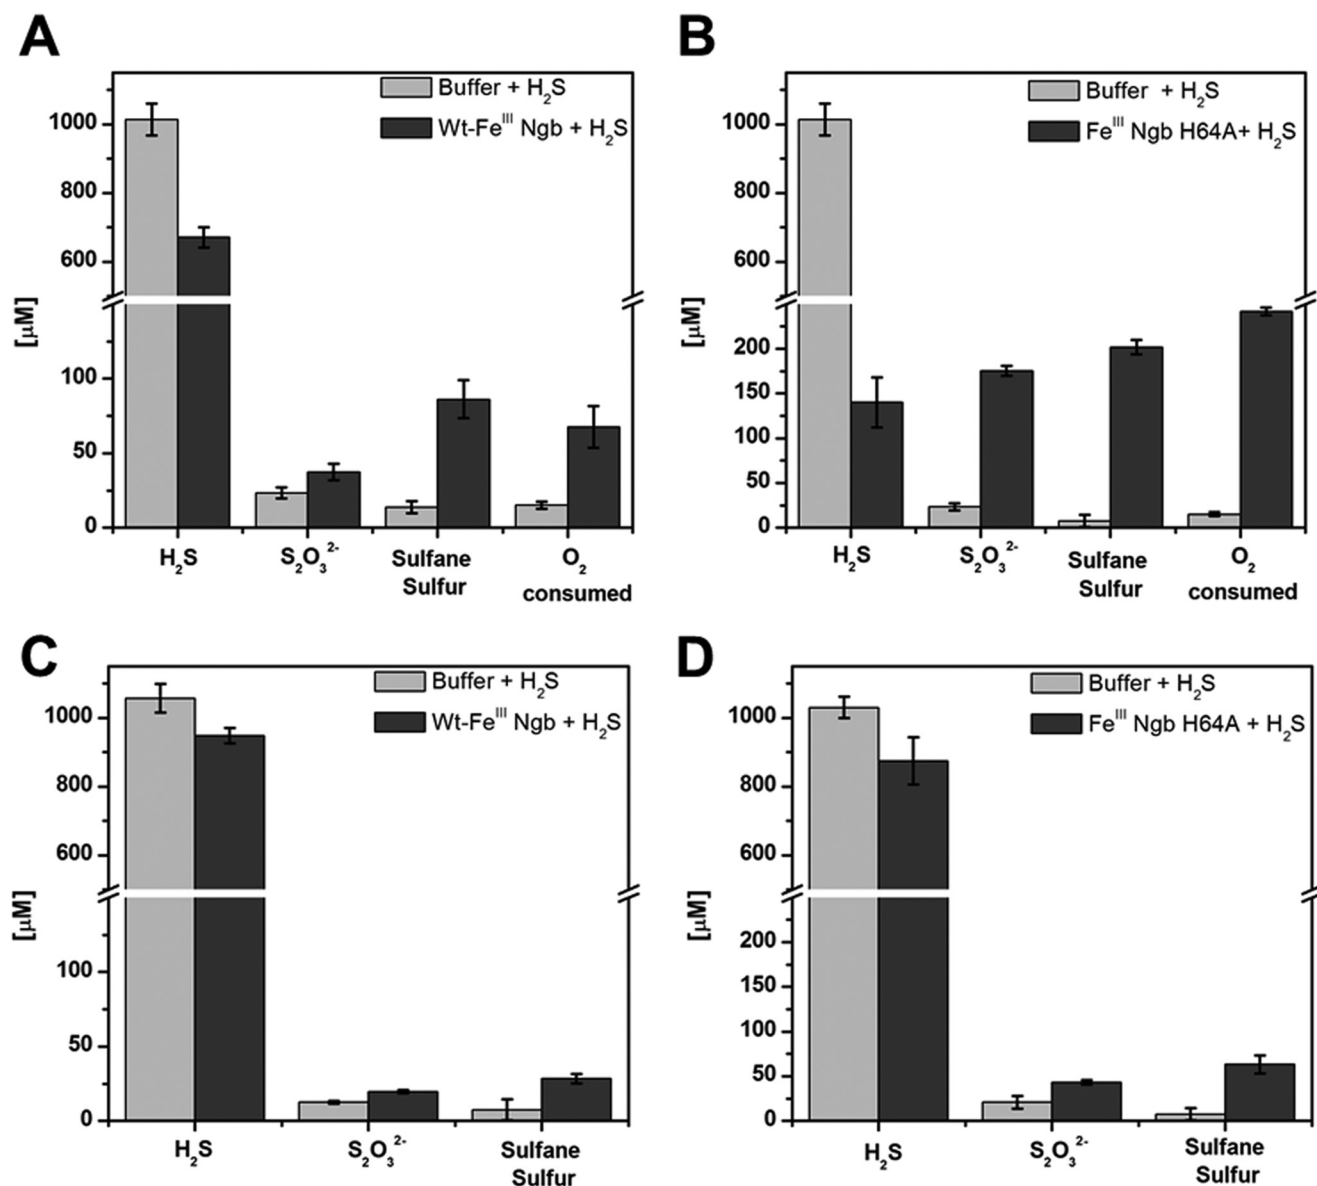 A
Buffer + H₂S
Wt-Feᴵᴵᴵ Ngb + H₂S
1000
800
600
[µM]
100
50
0
H₂S
S₂O₃²⁻
Sulfane
Sulfur
O₂
consumed
B
Buffer + H₂S
Feᴵᴵᴵ Ngb H64A+ H₂S
1000
800
600
[µM]
200
150
100
50
0
H₂S
S₂O₃²⁻
Sulfane
Sulfur
O₂
consumed
C
Buffer + H₂S
Wt-Feᴵᴵᴵ Ngb + H₂S
1000
800
600
[µM]
100
50
0
H₂S
S₂O₃²⁻
Sulfane
Sulfur
D
Buffer + H₂S
Feᴵᴵᴵ Ngb H64A + H₂S
1000
800
600
[µM]
200
150
100
50
0
H₂S
S₂O₃²⁻
Sulfane
Sulfur